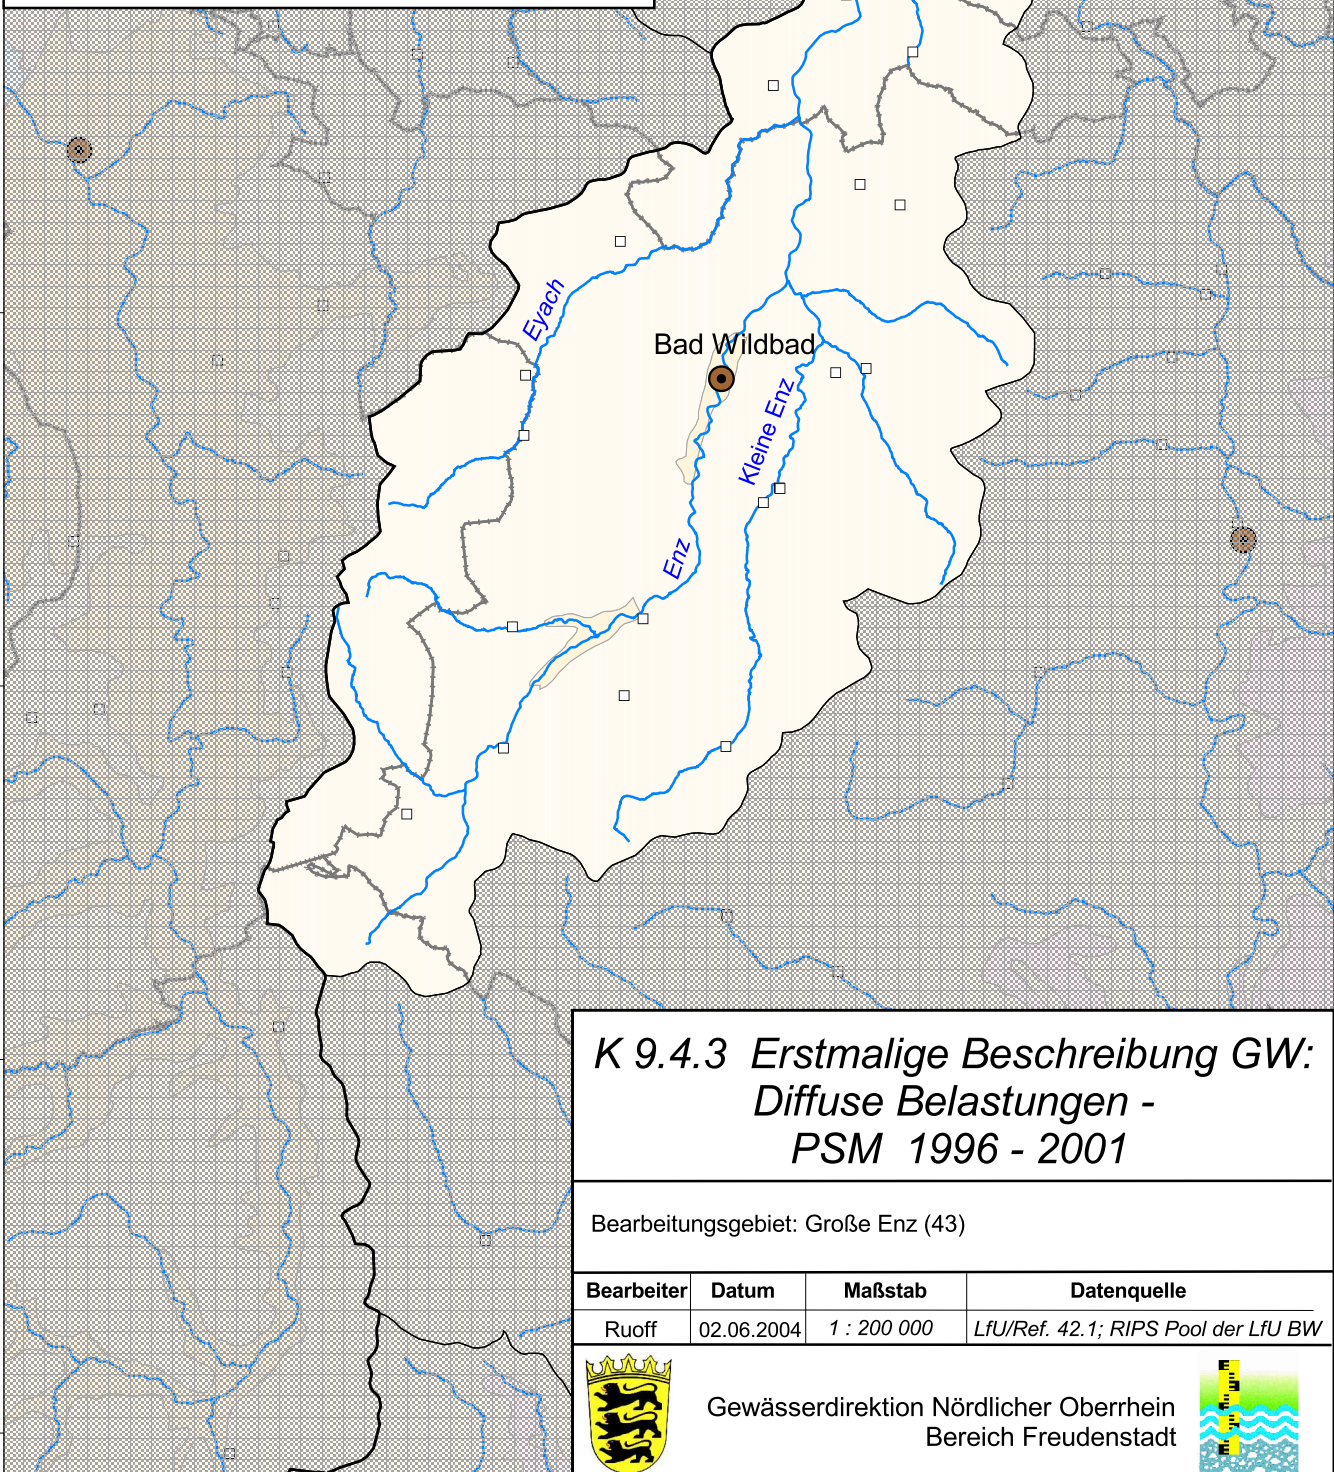 Eyach
Bad Wildbad
Kleine Enz
Enz
K 9.4.3 Erstmalige Beschreibung GW:
Diffuse Belastungen -
PSM 1996 - 2001
Bearbeitungsgebiet: Große Enz (43)
Bearbeiter Datum Maßstab Datenquelle
Ruoff 02.06.2004 1 : 200 000 LfU/Ref. 42.1; RIPS Pool der LfU BW
Gewässerdirektion Nördlicher Oberrhein
Bereich Freudenstadt